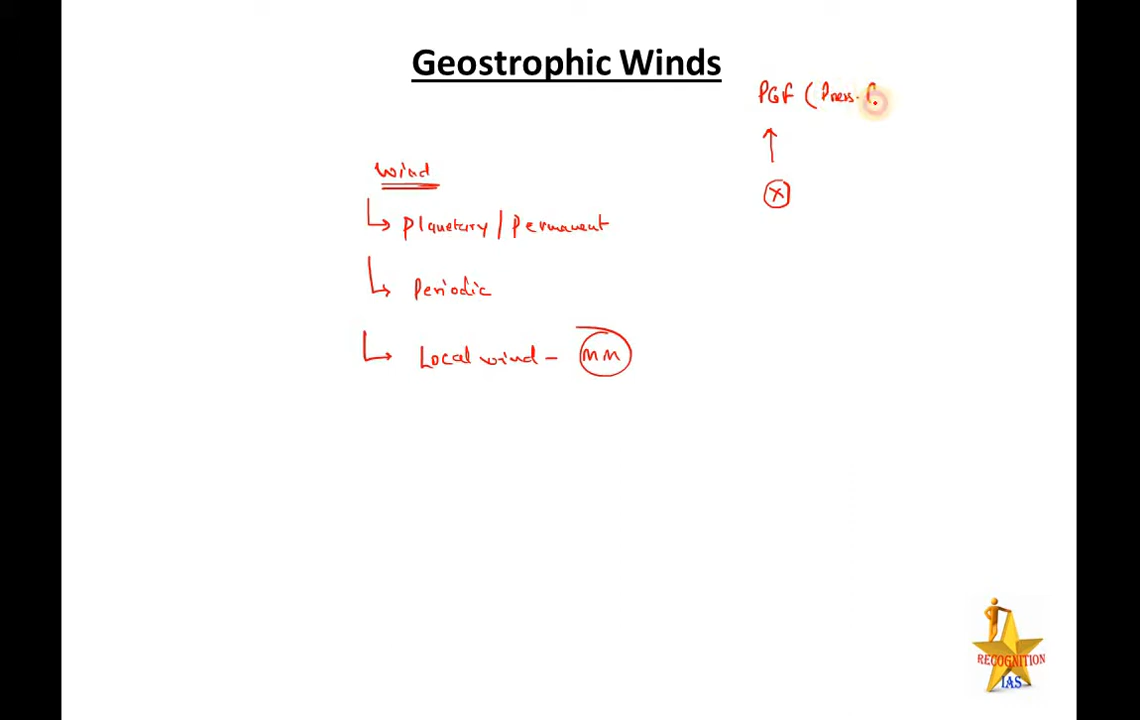 Geostrophic Winds
PGF (Press. G
Wind
X
Planetary/Permanent
Periodic
Local wind - MM
RECOGNITION
IAS